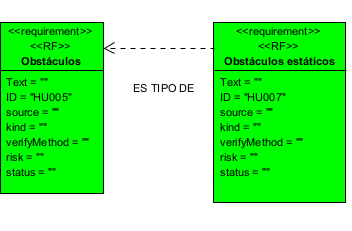 <<requirement>>
<<RF>>
Obstáculos
Text = ""
ID = "HU005"
source = ""
kind = ""
verifyMethod = ""
risk = ""
status = ""
ES TIPO DE
<<requirement>>
<<RF>>
Obstáculos estáticos
Text = ""
ID = "HU007"
source = ""
kind = ""
verifyMethod = ""
risk = ""
status = ""